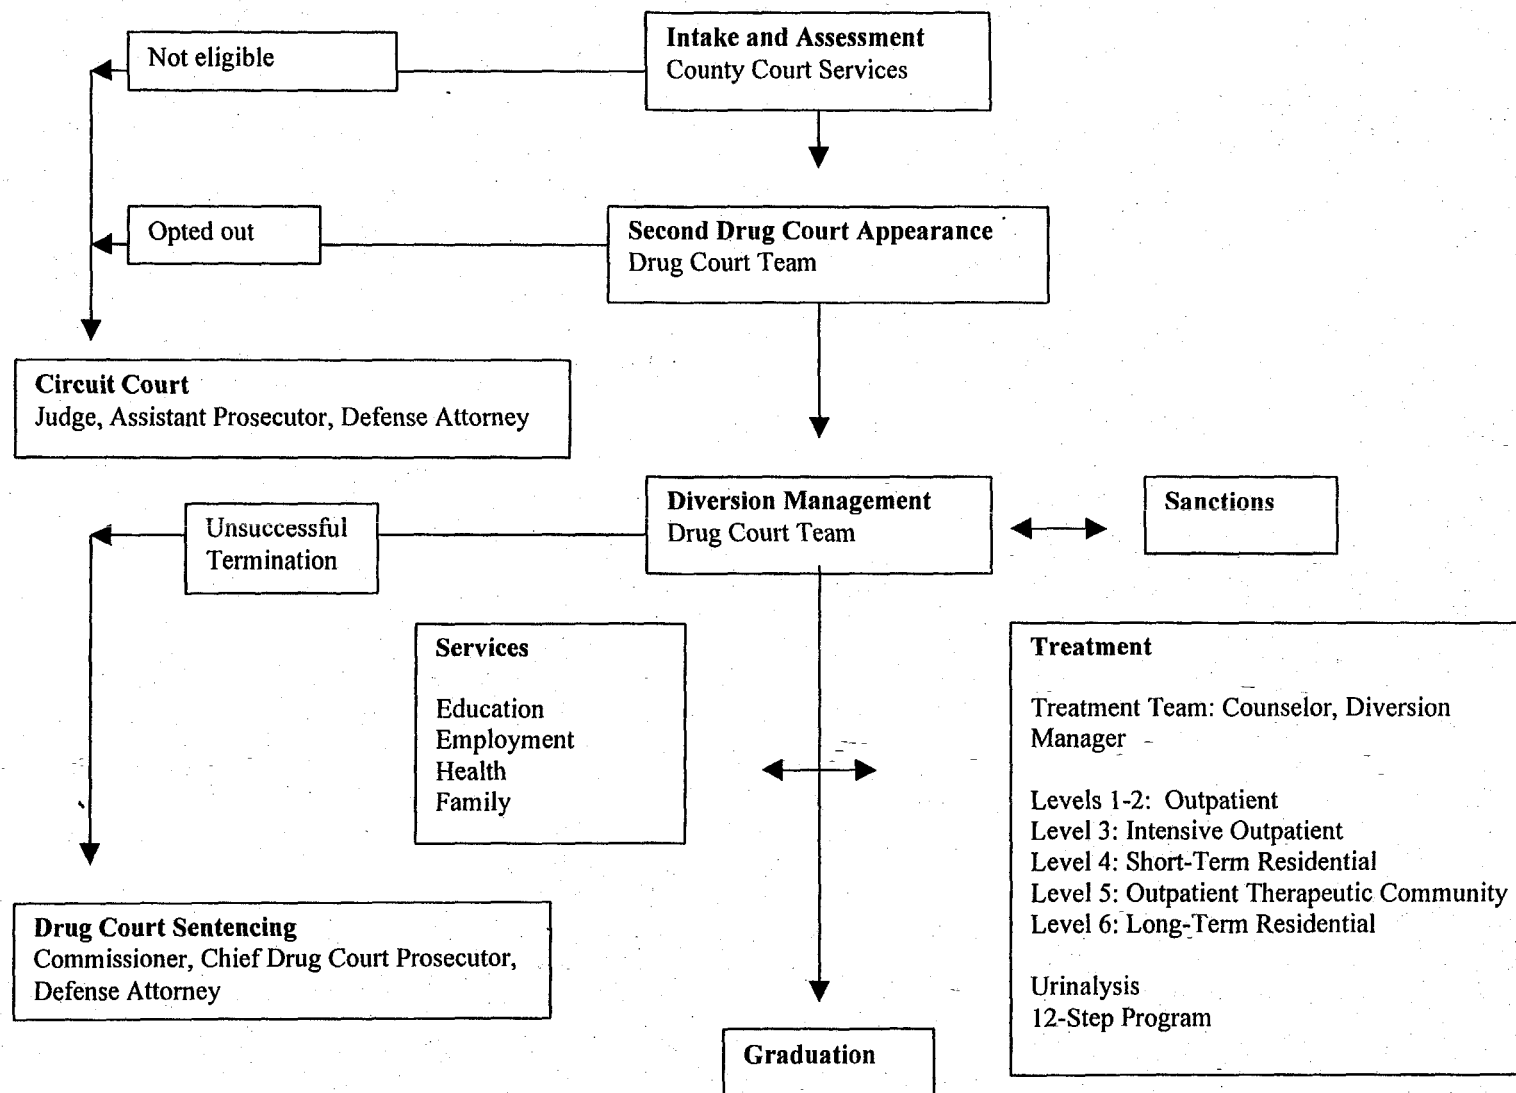 Not eligible
Intake and Assessment
County Court Services
Opted out
Second Drug Court Appearance
Drug Court Team
Circuit Court
Judge, Assistant Prosecutor, Defense Attorney
Unsuccessful
Termination
Diversion Management
Drug Court Team
Sanctions
Services
Education
Employment
Health
Family
Treatment
Treatment Team: Counselor, Diversion
Manager
Levels 1-2: Outpatient
Level 3: Intensive Outpatient
Level 4: Short-Term Residential
Level 5: Outpatient Therapeutic Community
Level 6: Long-Term Residential
Urinalysis
12-Step Program
Drug Court Sentencing
Commissioner, Chief Drug Court Prosecutor,
Defense Attorney
Graduation